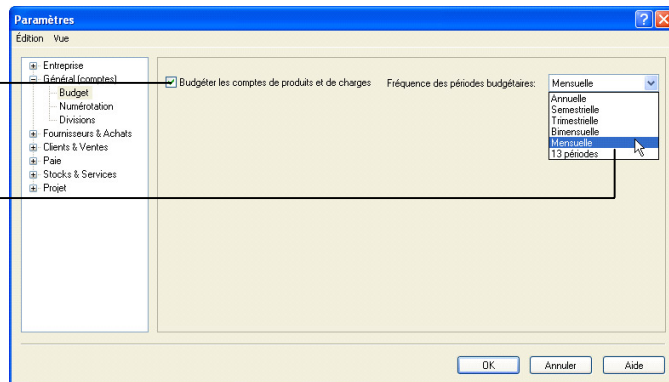 Paramètres
Édition Vue
Entreprise
Général (comptes)
Budget
Numérotation
Divisions
Fournisseurs & Achats
Clients & Ventes
Paie
Stocks & Services
Projet
Budgéter les comptes de produits et de charges
Fréquence des périodes budgétaires:
Mensuelle
Annuelle
Semestrielle
Trimestrielle
Bimensuelle
Mensuelle
13 périodes
OK
Annuler
Aide